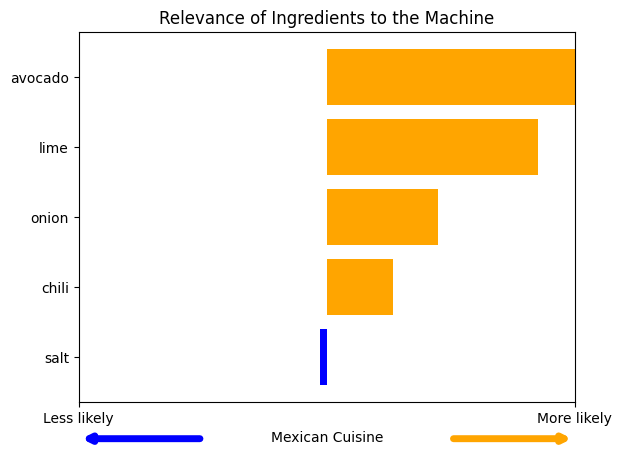 Relevance of Ingredients to the Machine
avocado
lime
onion
chili
salt
Less likely
More likely
Mexican Cuisine